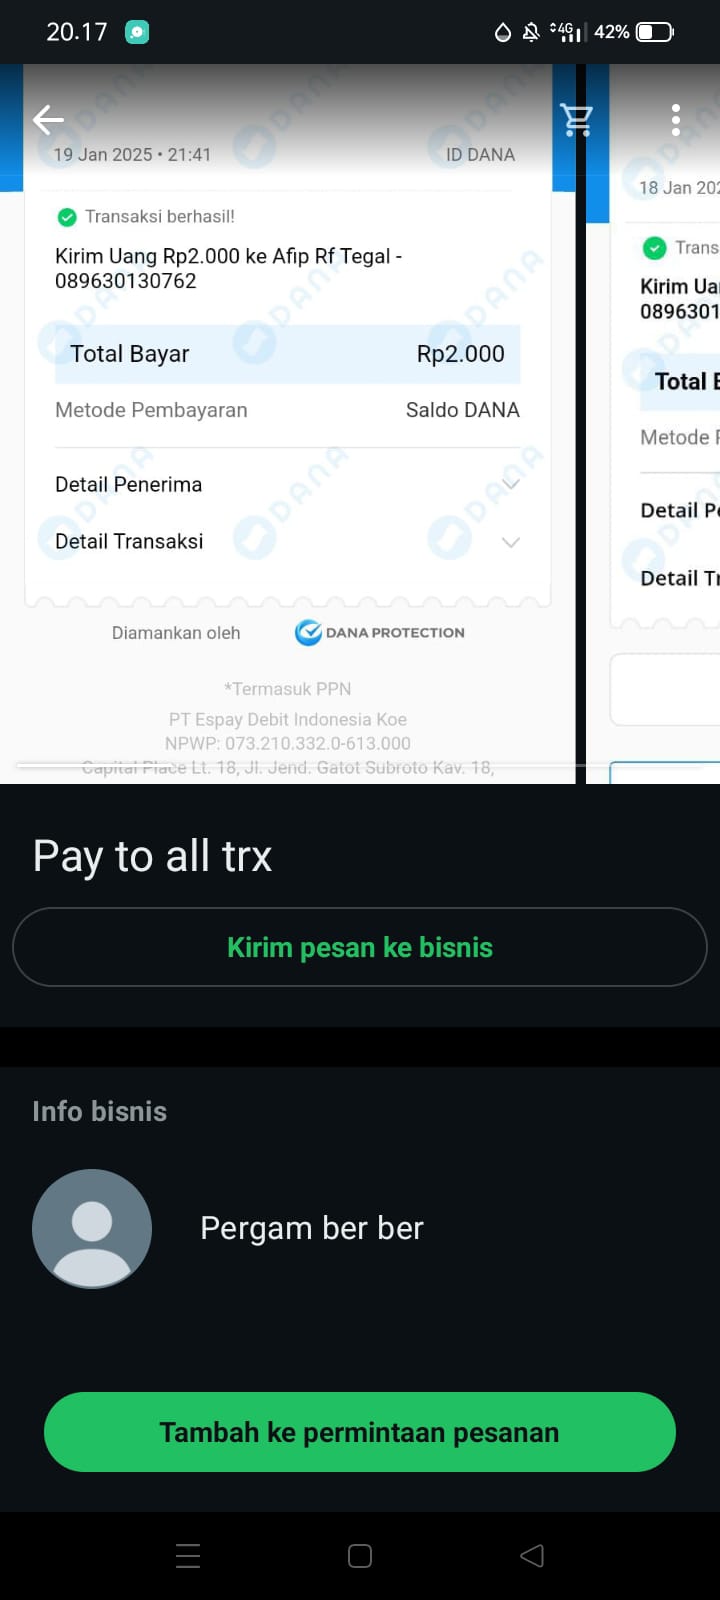 20.17
4G 42%
19 Jan 2025 • 21:41 ID DANA
Transaksi berhasil!
Kirim Uang Rp2.000 ke Afip Rf Tegal -
089630130762
Total Bayar Rp2.000
Metode Pembayaran Saldo DANA
Detail Penerima
Detail Transaksi
Diamankan oleh DANA PROTECTION
*Termasuk PPN
PT Espay Debit Indonesia Koe
NPWP: 073.210.332.0-613.000
Capital Place Lt. 18, Jl. Jend. Gatot Subroto Kav. 18,
18 Jan 202
Trans
Kirim Ua
0896301
Total B
Metode P
Detail Pe
Detail Tr
Pay to all trx
Kirim pesan ke bisnis
Info bisnis
Pergam ber ber
Tambah ke permintaan pesanan